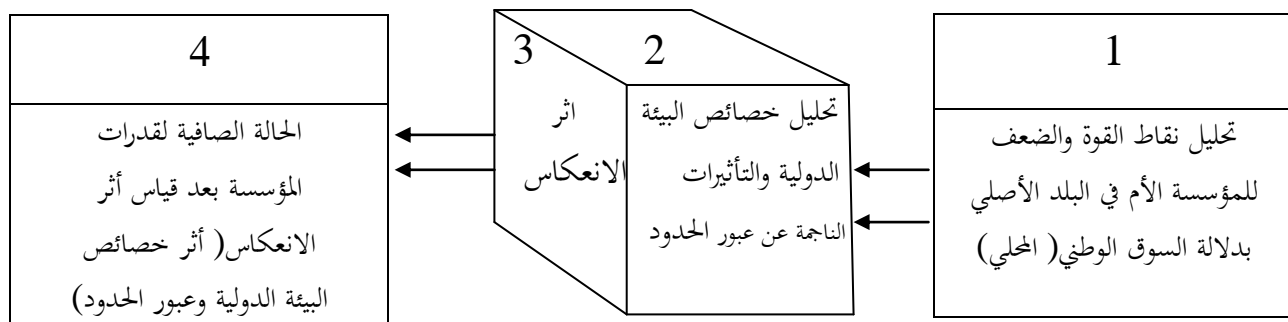 1
تحليل نقاط القوة والضعف
للمؤسسة الأم في البلد الأصلي
بدلالة السوق الوطني( المحلي)
2
تحليل خصائص البيئة
الدولية والتأثيرات
الناجمة عن عبور الحدود
3
اثر
الانعكاس
4
الحالة الصافية لقدرات
المؤسسة بعد قياس أثر
الانعكاس( أثر خصائص
البيئة الدولية وعبور الحدود)